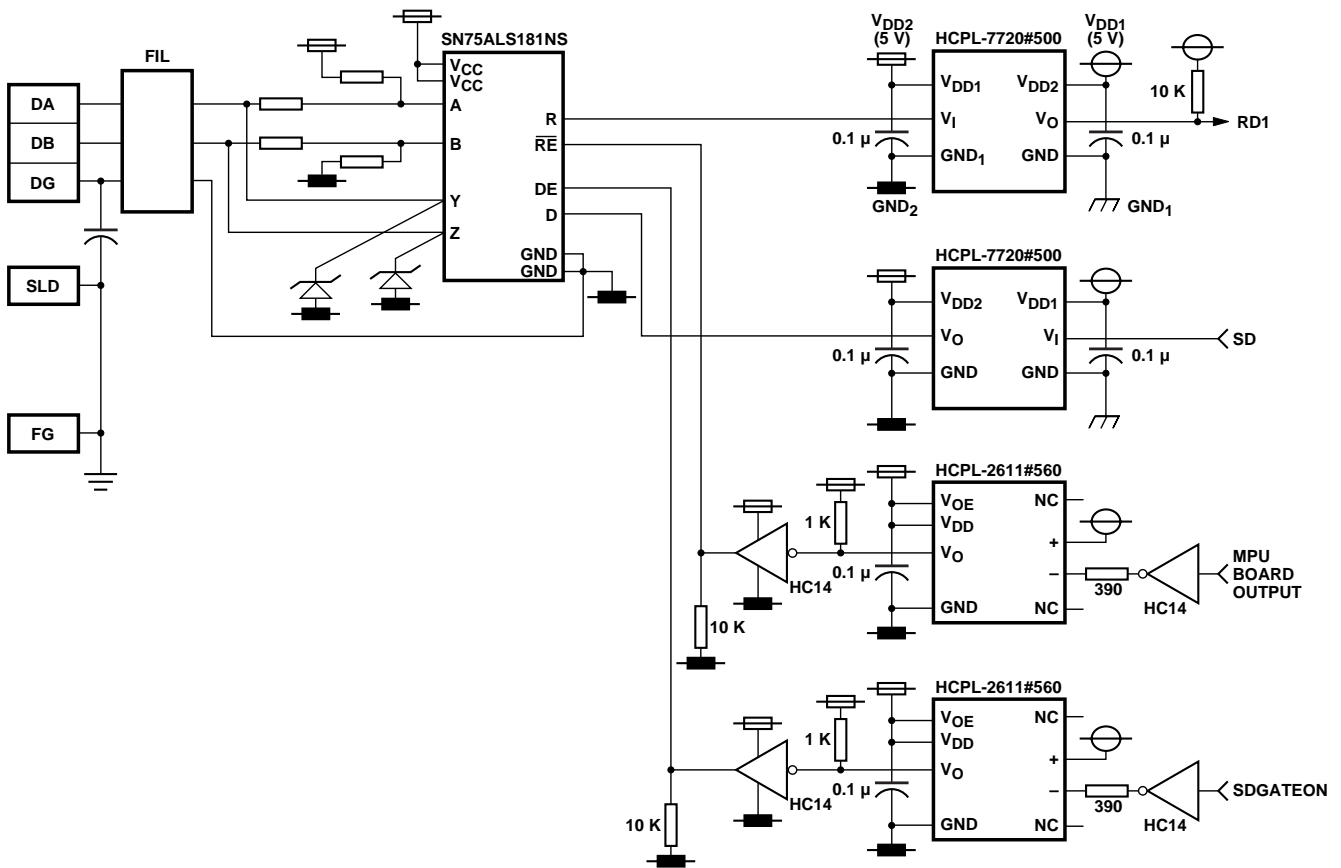 FIL
DA
DB
DG
SLD
FG
SN75ALS181NS
VCC
VCC
A
B
Y
Z
R
RE
DE
D
GND
GND
VDD2
(5 V)
HCPL-7720#500
VDD1
(5 V)
VDD1
VI
GND1
VDD2
VO
GND
0.1 µ
GND2
0.1 µ
GND1
10 K
RD1
HCPL-7720#500
VDD2
VO
GND
VDD1
VI
GND
0.1 µ
0.1 µ
SD
HCPL-2611#560
VOE
VDD
VO
GND
NC
+
–
NC
1 K
0.1 µ
HC14
10 K
390
HC14
MPU
BOARD
OUTPUT
HCPL-2611#560
VOE
VDD
VO
GND
NC
+
–
NC
1 K
0.1 µ
HC14
10 K
390
HC14
SDGATEON